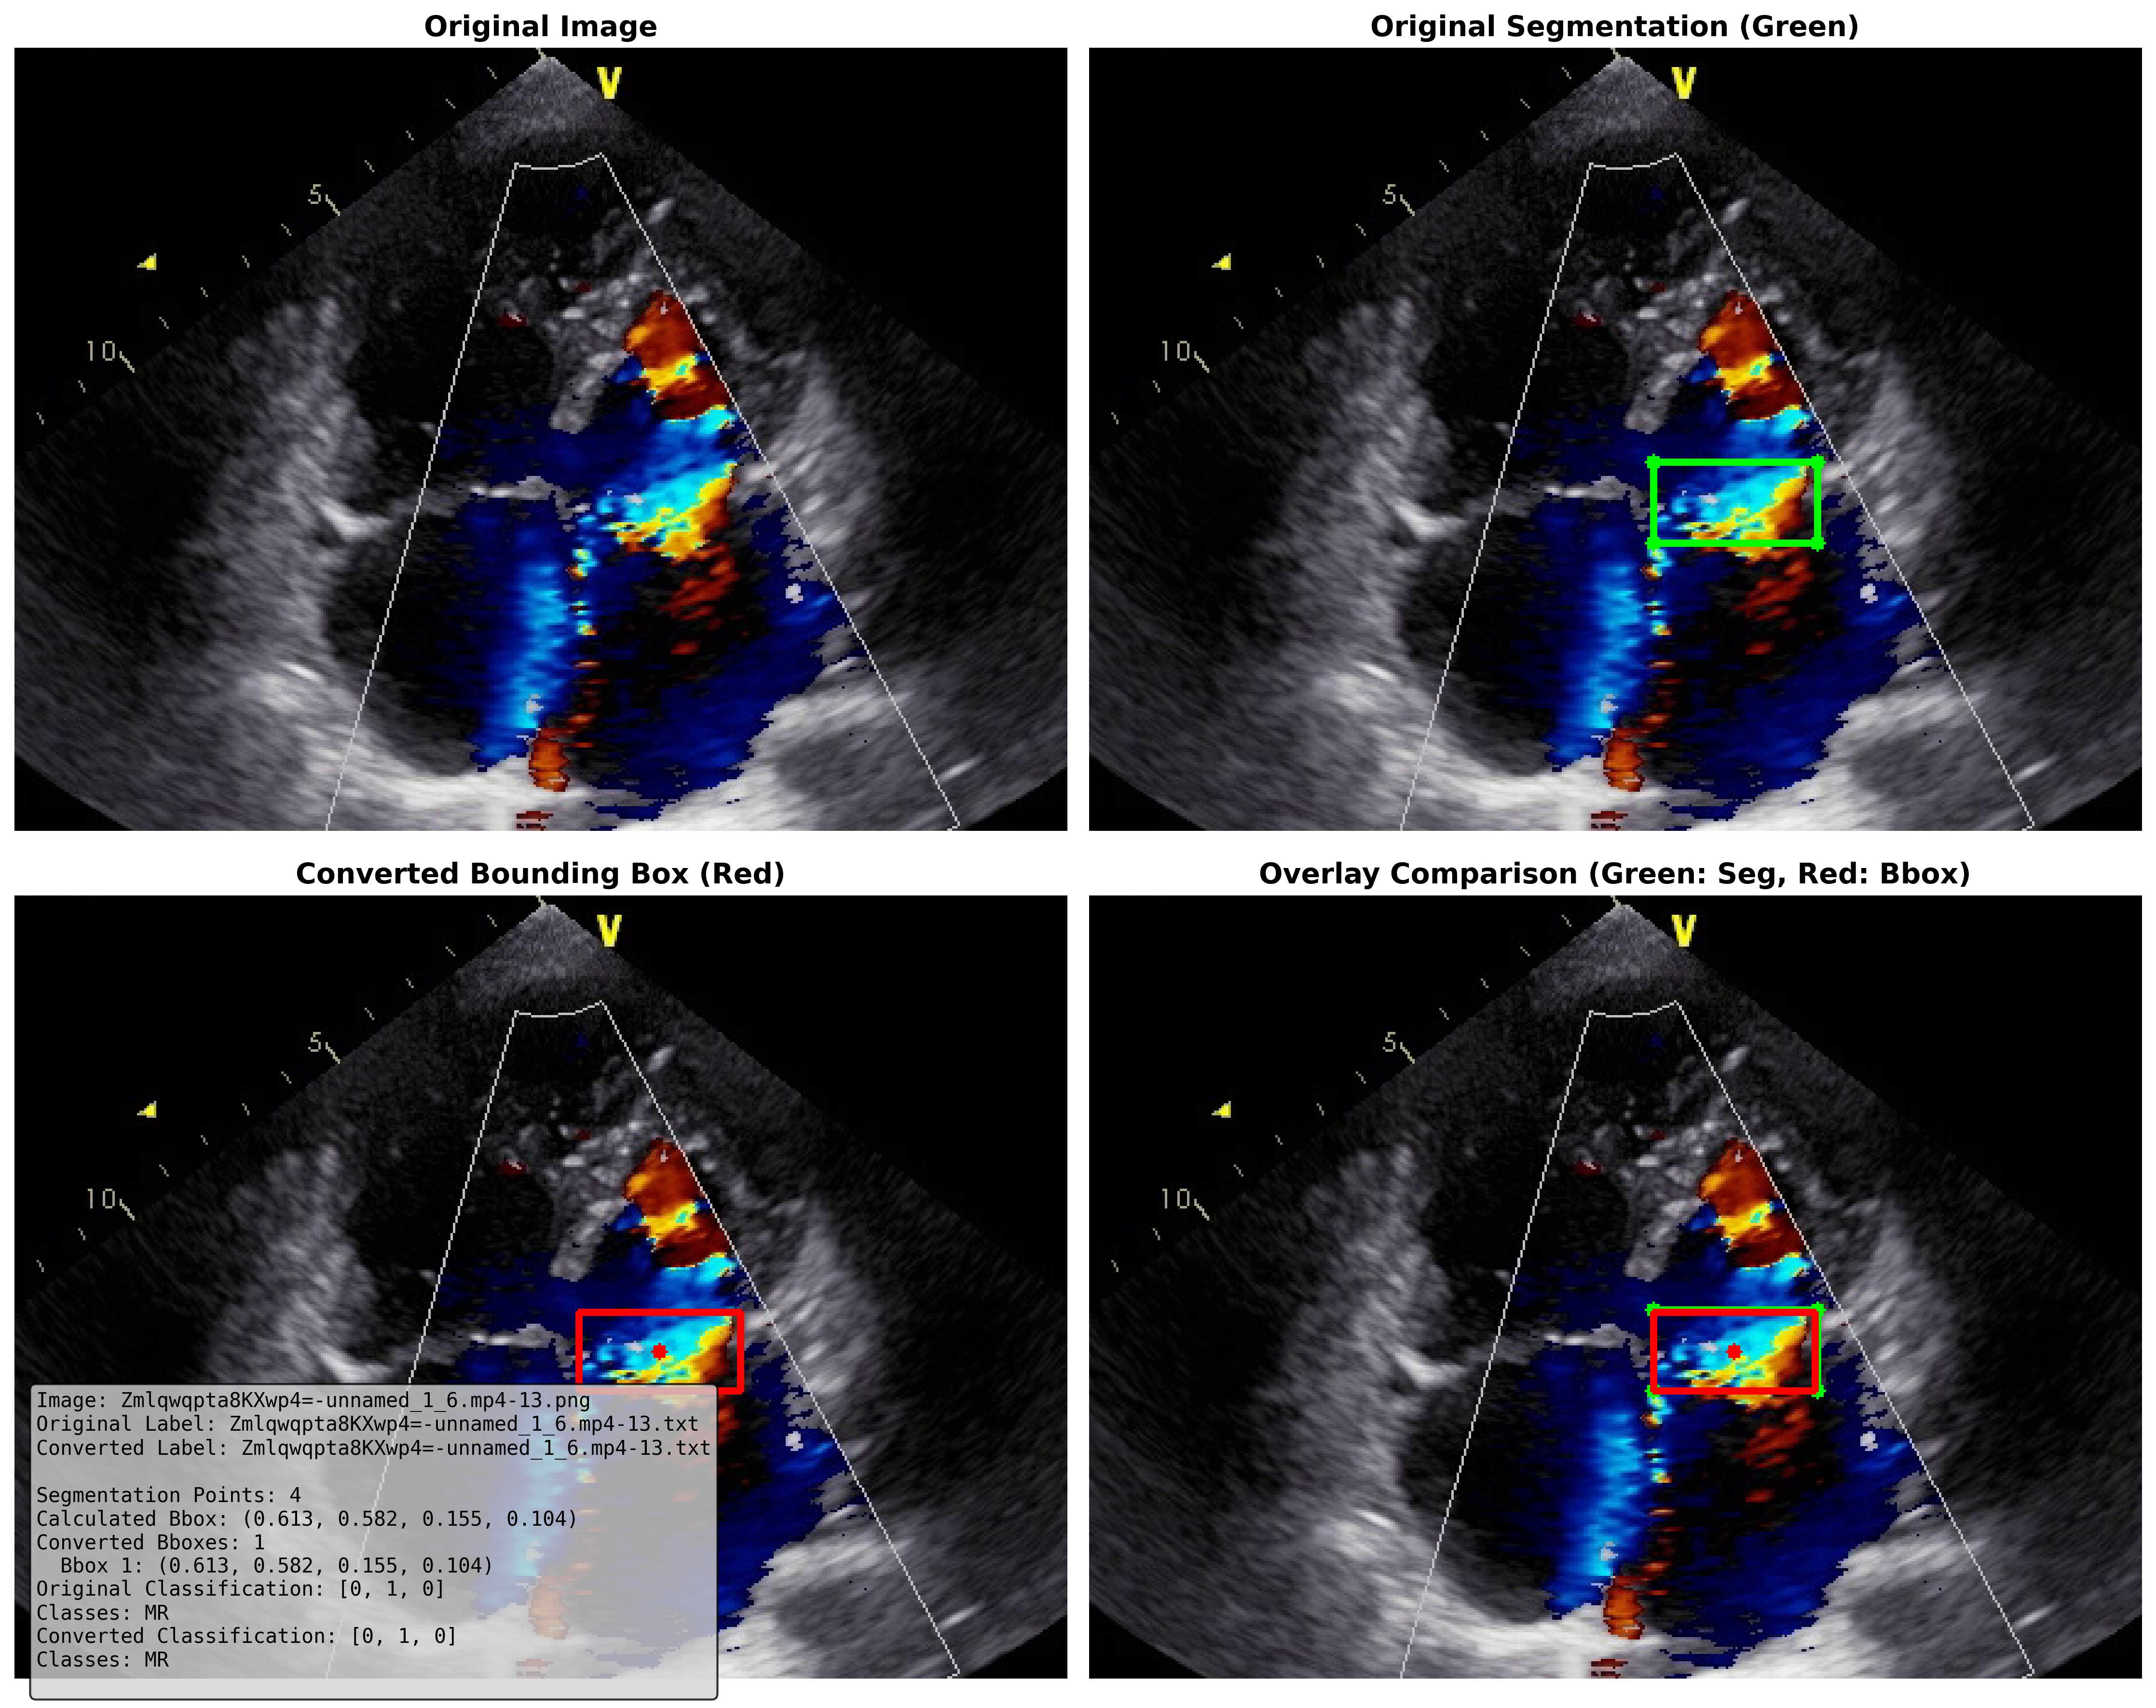 Original Image
Original Segmentation (Green)
V
5
10
V
5
10
Converted Bounding Box (Red)
Overlay Comparison (Green: Seg, Red: Bbox)
V
5
10
V
5
10
Image: Zmlqwqpta8KXwp4=-unnamed_1_6.mp4-13.png
Original Label: Zmlqwqpta8KXwp4=-unnamed_1_6.mp4-13.txt
Converted Label: Zmlqwqpta8KXwp4=-unnamed_1_6.mp4-13.txt
Segmentation Points: 4
Calculated Bbox: (0.613, 0.582, 0.155, 0.104)
Converted Bboxes: 1
Bbox 1: (0.613, 0.582, 0.155, 0.104)
Original Classification: [0, 1, 0]
Classes: MR
Converted Classification: [0, 1, 0]
Classes: MR